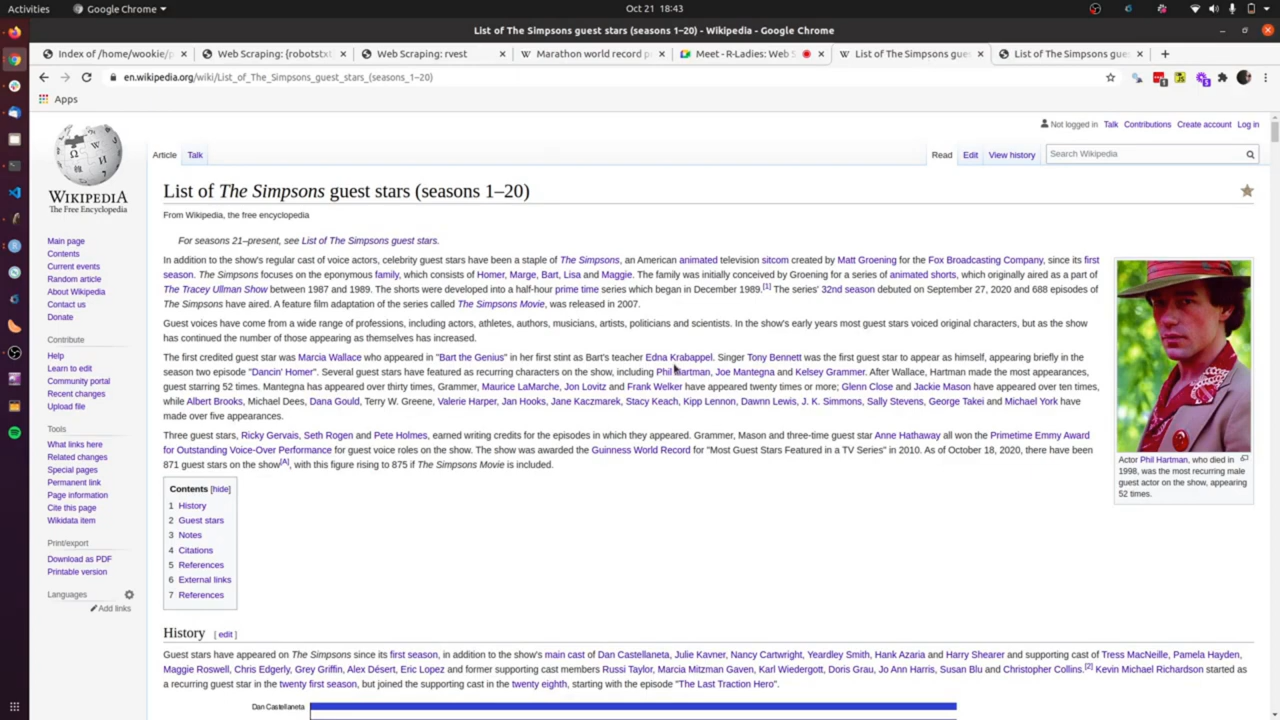 Activities Google Chrome Oct 21 18:43
List of The Simpsons guest stars (seasons 1–20) - Wikipedia - Google Chrome
Index of /home/wookie/p Web Scraping: {robotstxt Web Scraping: rvest Marathon world record p Meet - R-Ladies: Web S List of The Simpsons gue List of The Simpsons gue
en.wikipedia.org/wiki/List_of_The_Simpsons_guest_stars_(seasons_1–20)
Apps
Not logged in Talk Contributions Create account Log in
Article Talk Read Edit View history Search Wikipedia
WIKIPEDIA
The Free Encyclopedia
Main page
Contents
Current events
Random article
About Wikipedia
Contact us
Donate
Contribute
Help
Learn to edit
Community portal
Recent changes
Upload file
Tools
What links here
Related changes
Special pages
Permanent link
Page information
Cite this page
Wikidata item
Print/export
Download as PDF
Printable version
Languages
Add links
List of The Simpsons guest stars (seasons 1–20)
From Wikipedia, the free encyclopedia
For seasons 21–present, see List of The Simpsons guest stars.
In addition to the show's regular cast of voice actors, celebrity guest stars have been a staple of The Simpsons, an American animated television sitcom created by Matt Groening for the Fox Broadcasting Company, since its first
season. The Simpsons focuses on the eponymous family, which consists of Homer, Marge, Bart, Lisa and Maggie. The family was initially conceived by Groening for a series of animated shorts, which originally aired as a part of
The Tracey Ullman Show between 1987 and 1989. The shorts were developed into a half-hour prime time series which began in December 1989.[1] The series' 32nd season debuted on September 27, 2020 and 688 episodes of
The Simpsons have aired. A feature film adaptation of the series called The Simpsons Movie, was released in 2007.
Guest voices have come from a wide range of professions, including actors, athletes, authors, musicians, artists, politicians and scientists. In the show's early years most guest stars voiced original characters, but as the show
has continued the number of those appearing as themselves has increased.
The first credited guest star was Marcia Wallace who appeared in "Bart the Genius" in her first stint as Bart's teacher Edna Krabappel. Singer Tony Bennett was the first guest star to appear as himself, appearing briefly in the
season two episode "Dancin' Homer". Several guest stars have featured as recurring characters on the show, including Phil Hartman, Joe Mantegna and Kelsey Grammer. After Wallace, Hartman made the most appearances,
guest starring 52 times. Mantegna has appeared over thirty times, Grammer, Maurice LaMarche, Jon Lovitz and Frank Welker have appeared twenty times or more; Glenn Close and Jackie Mason have appeared over ten times,
while Albert Brooks, Michael Dees, Dana Gould, Terry W. Greene, Valerie Harper, Jan Hooks, Jane Kaczmarek, Stacy Keach, Kipp Lennon, Dawnn Lewis, J. K. Simmons, Sally Stevens, George Takei and Michael York have
made over five appearances.
Three guest stars, Ricky Gervais, Seth Rogen and Pete Holmes, earned writing credits for the episodes in which they appeared. Grammer, Mason and three-time guest star Anne Hathaway all won the Primetime Emmy Award
for Outstanding Voice-Over Performance for guest voice roles on the show. The show was awarded the Guinness World Record for "Most Guest Stars Featured in a TV Series" in 2010. As of October 18, 2020, there have been
871 guest stars on the show[A], with this figure rising to 875 if The Simpsons Movie is included.
Actor Phil Hartman, who died in
1998, was the most recurring male
guest actor on the show, appearing
52 times.
Contents [hide]
1 History
2 Guest stars
3 Notes
4 Citations
5 References
6 External links
7 References
History [ edit ]
Guest stars have appeared on The Simpsons since its first season, in addition to the show's main cast of Dan Castellaneta, Julie Kavner, Nancy Cartwright, Yeardley Smith, Hank Azaria and Harry Shearer and supporting cast of Tress MacNeille, Pamela Hayden,
Maggie Roswell, Chris Edgerly, Grey Griffin, Alex Désert, Eric Lopez and former supporting cast members Russi Taylor, Marcia Mitzman Gaven, Karl Wiedergott, Doris Grau, Jo Ann Harris, Susan Blu and Christopher Collins.[2] Kevin Michael Richardson started as
a recurring guest star in the twenty first season, but joined the supporting cast in the twenty eighth, starting with the episode "The Last Traction Hero".
Dan Castellaneta